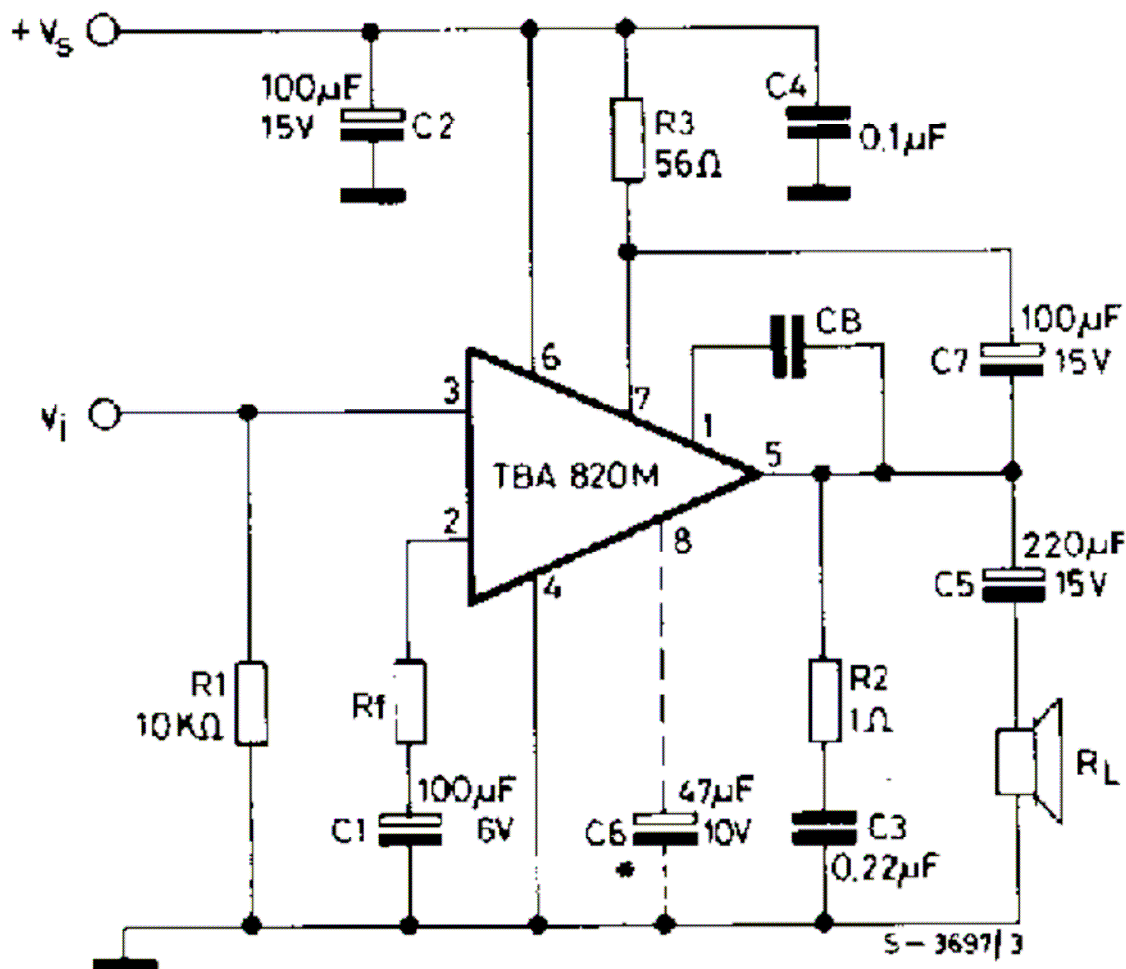 + Vs
100µF
15V
C2
R3
56Ω
C4
0.1µF
6
C8
100µF
C7
15V
3
7
1
Vi
5
TBA 820M
2
8
4
220µF
C5
15V
R1
10KΩ
Rf
R2
1Ω
RL
100µF
C1
6V
47µF
C6
10V
*
C3
0.22µF
S-3697/3